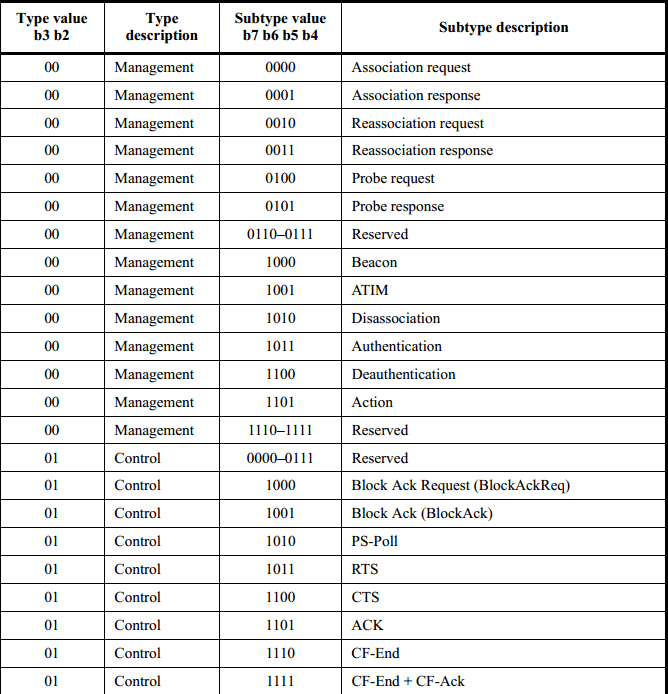 Type value b3 b2 Type description Subtype value b7 b6 b5 b4 Subtype description
00 Management 0000 Association request
00 Management 0001 Association response
00 Management 0010 Reassociation request
00 Management 0011 Reassociation response
00 Management 0100 Probe request
00 Management 0101 Probe response
00 Management 0110–0111 Reserved
00 Management 1000 Beacon
00 Management 1001 ATIM
00 Management 1010 Disassociation
00 Management 1011 Authentication
00 Management 1100 Deauthentication
00 Management 1101 Action
00 Management 1110–1111 Reserved
01 Control 0000–0111 Reserved
01 Control 1000 Block Ack Request (BlockAckReq)
01 Control 1001 Block Ack (BlockAck)
01 Control 1010 PS-Poll
01 Control 1011 RTS
01 Control 1100 CTS
01 Control 1101 ACK
01 Control 1110 CF-End
01 Control 1111 CF-End + CF-Ack